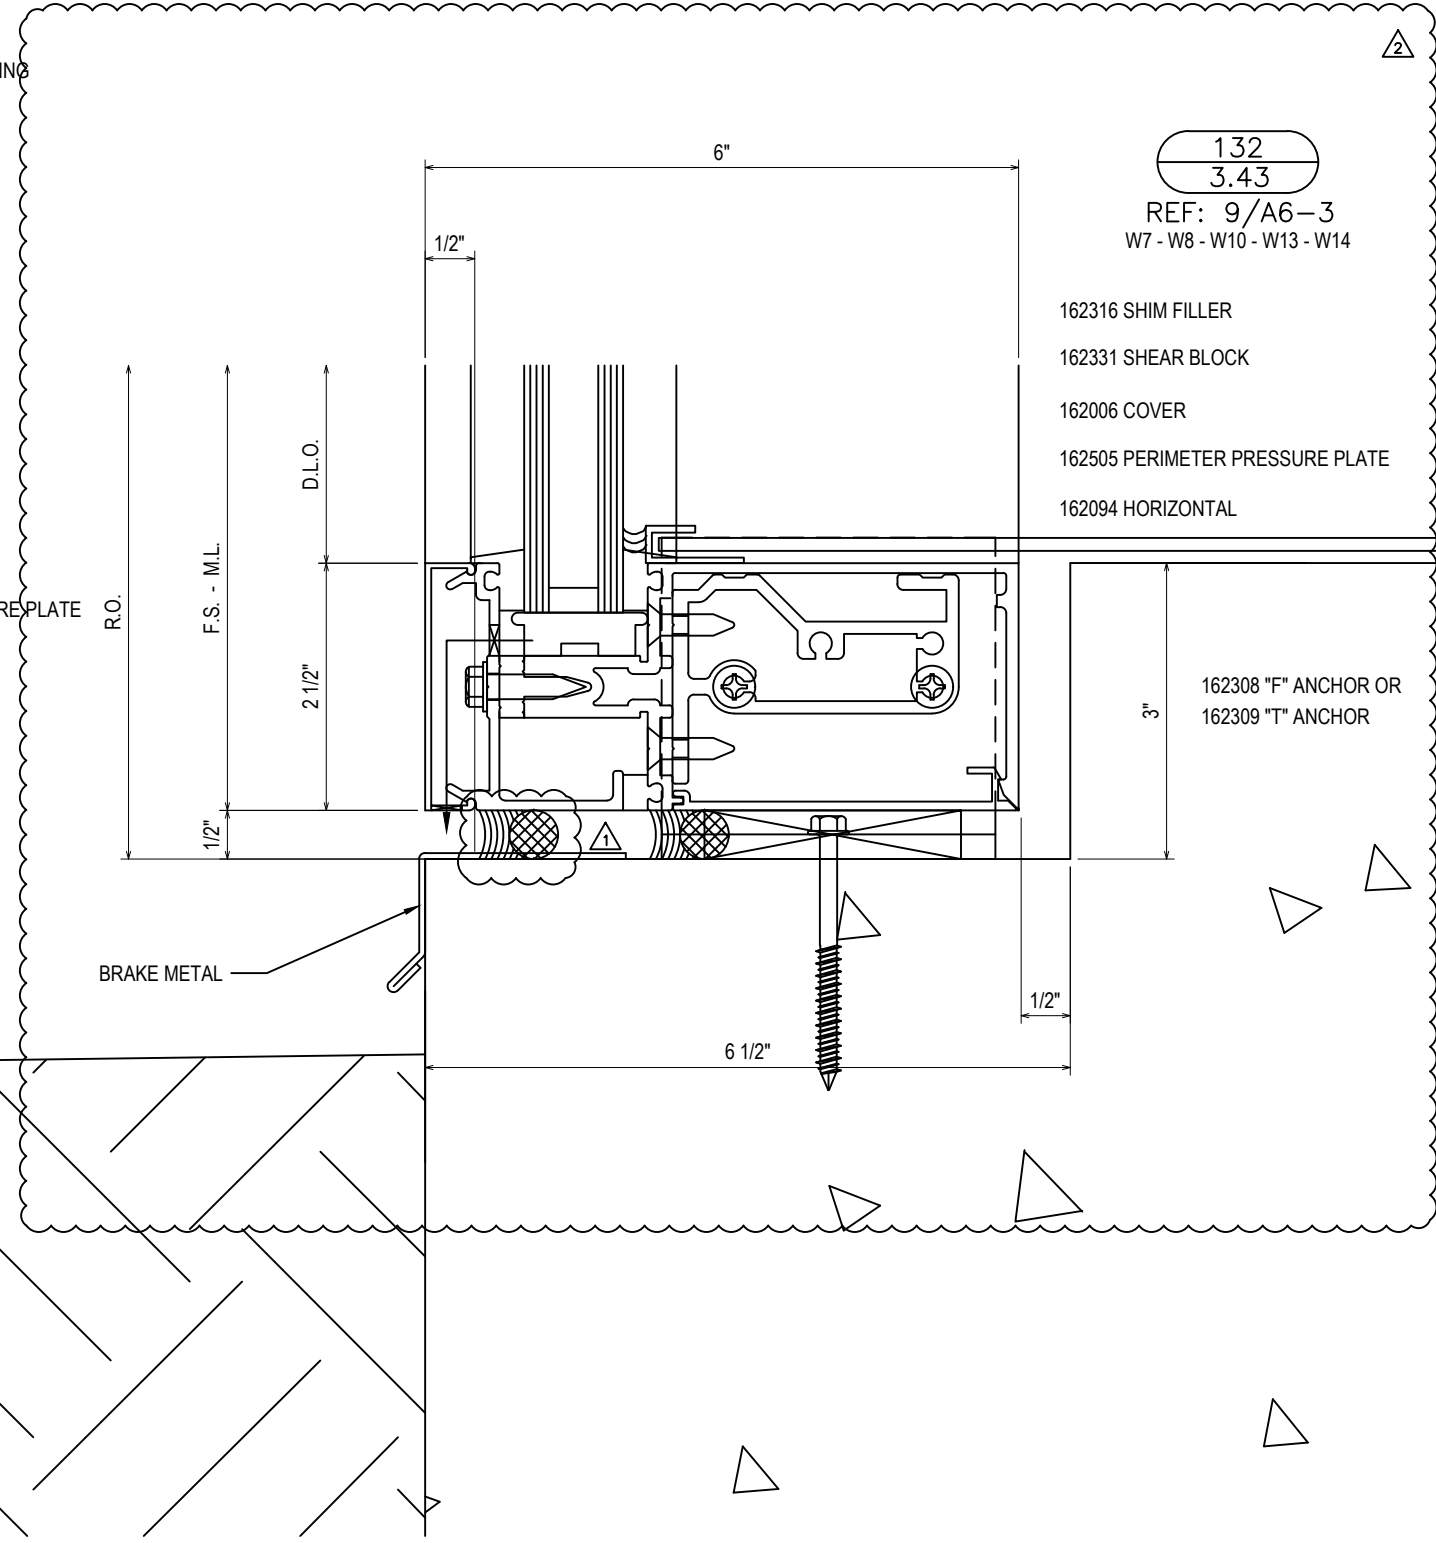 2
ING
132
3.43
REF: 9/A6-3
W7 - W8 - W10 - W13 - W14
6"
1/2"
162316 SHIM FILLER
162331 SHEAR BLOCK
162006 COVER
162505 PERIMETER PRESSURE PLATE
162094 HORIZONTAL
D.L.O.
F.S. - M.L.
R.O.
RE PLATE
2 1/2"
3"
162308 "F" ANCHOR OR
162309 "T" ANCHOR
1/2"
1
BRAKE METAL
1/2"
6 1/2"